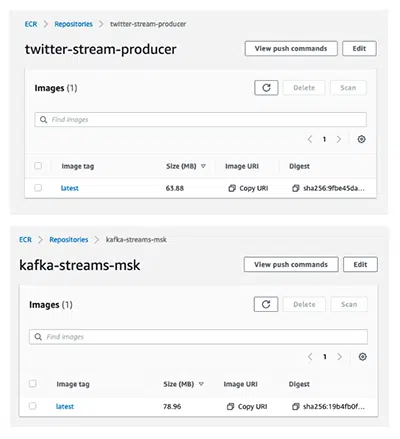 ECR > Repositories > twitter-stream-producer
twitter-stream-producer View push commands Edit
Images (1) Delete Scan
Find images
< 1 >
Image tag Size (MB) Image URI Digest
latest 63.88 Copy URI sha256:9fbe45da...
ECR > Repositories > kafka-streams-msk
kafka-streams-msk View push commands Edit
Images (1) Delete Scan
Find images
< 1 >
Image tag Size (MB) Image URI Digest
latest 78.96 Copy URI sha256:19b4fb0f...